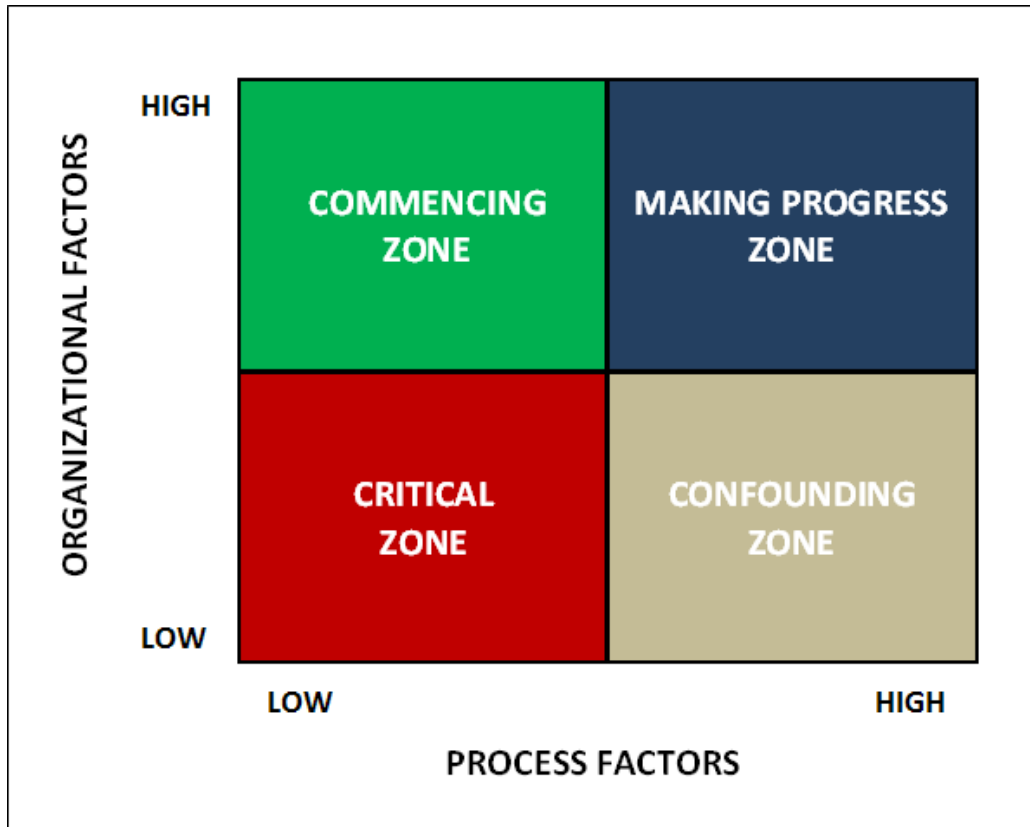 HIGH
ORGANIZATIONAL FACTORS
COMMENCING
ZONE
MAKING PROGRESS
ZONE
CRITICAL
ZONE
CONFOUNDING
ZONE
LOW
LOW
HIGH
PROCESS FACTORS